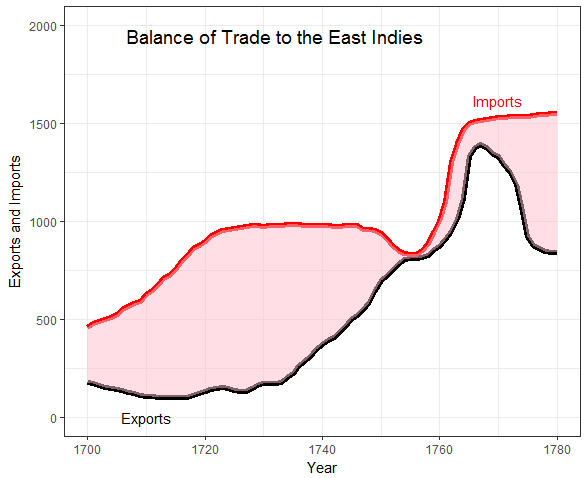 Balance of Trade to the East Indies
Imports
Exports
Exports and Imports
2000
1500
1000
500
0
1700
1720
1740
1760
1780
Year